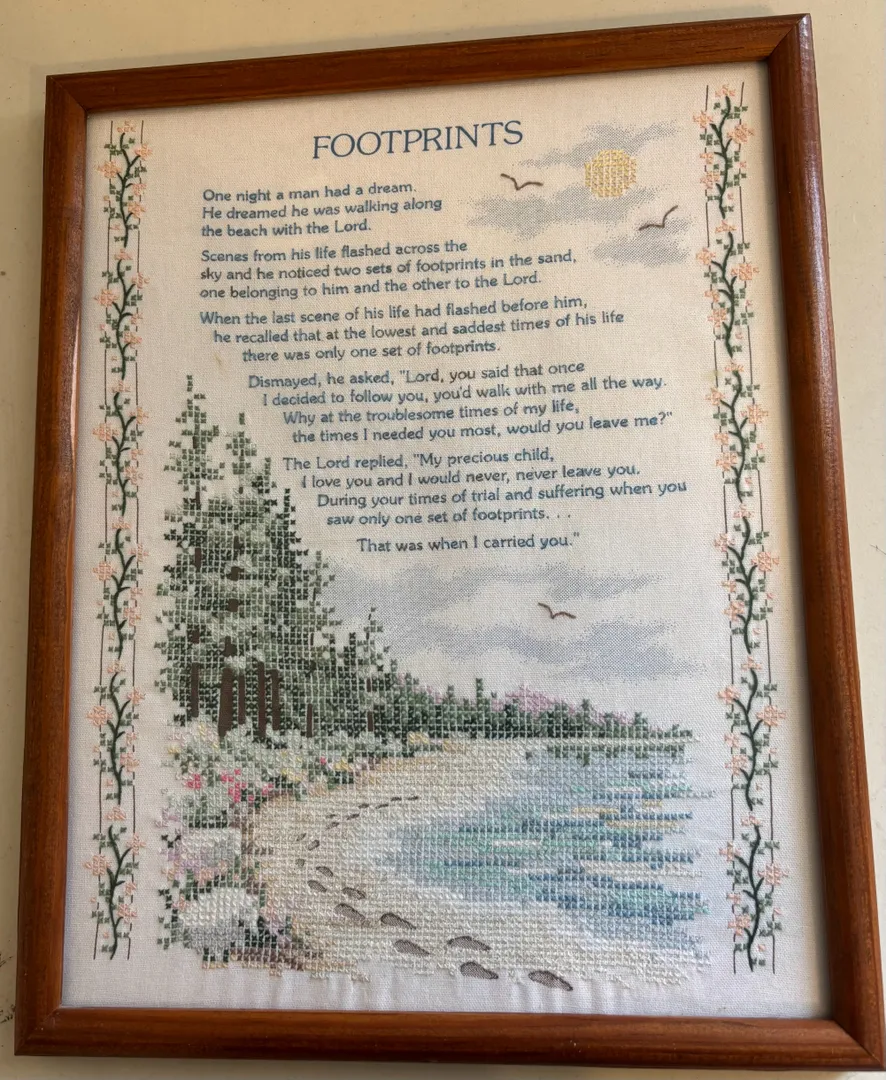 FOOTPRINTS
One night a man had a dream.
He dreamed he was walking along
the beach with the Lord.
Scenes from his life flashed across the
sky and he noticed two sets of footprints in the sand,
one belonging to him and the other to the Lord.
When the last scene of his life had flashed before him,
he recalled that at the lowest and saddest times of his life
there was only one set of footprints.
Dismayed, he asked, "Lord, you said that once
I decided to follow you, you'd walk with me all the way.
Why at the troublesome times of my life,
the times I needed you most, would you leave me?"
The Lord replied, "My precious child,
I love you and I would never, never leave you.
During your times of trial and suffering when you
saw only one set of footprints. . .
That was when I carried you."